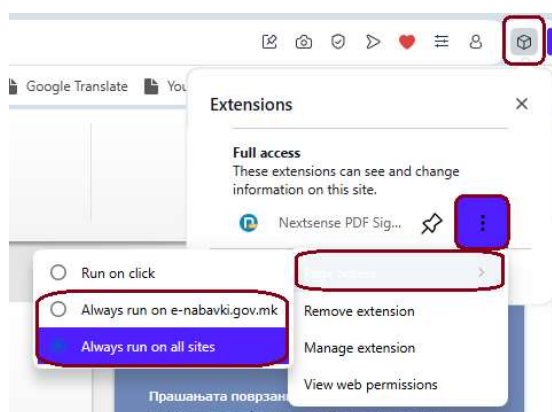 Google Translate
You
Extensions
Full access
These extensions can see and change
information on this site.
Nextsense PDF Sig...
Run on click
Always run on e-nabavki.gov.mk
Remove extension
Always run on all sites
Manage extension
View web permissions
Прашањата поврзан